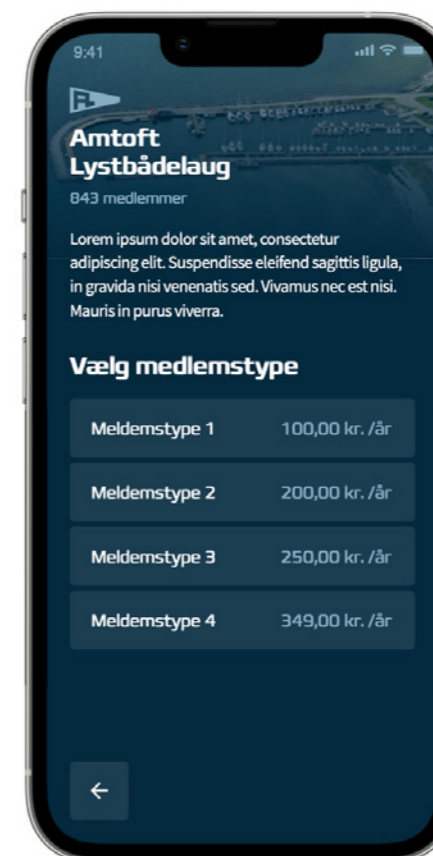 9:41
Amtoft
Lystbådelaug
843 medlemmer
Lorem ipsum dolor sit amet, consectetur
adipiscing elit. Suspendisse eleifend sagittis ligula,
in gravida nisi venenatis sed. Vivamus nec est nisi.
Mauris in purus viverra.
Vælg medlemstype
Meldemstype 1 100,00 kr. /år
Meldemstype 2 200,00 kr. /år
Meldemstype 3 250,00 kr. /år
Meldemstype 4 349,00 kr. /år